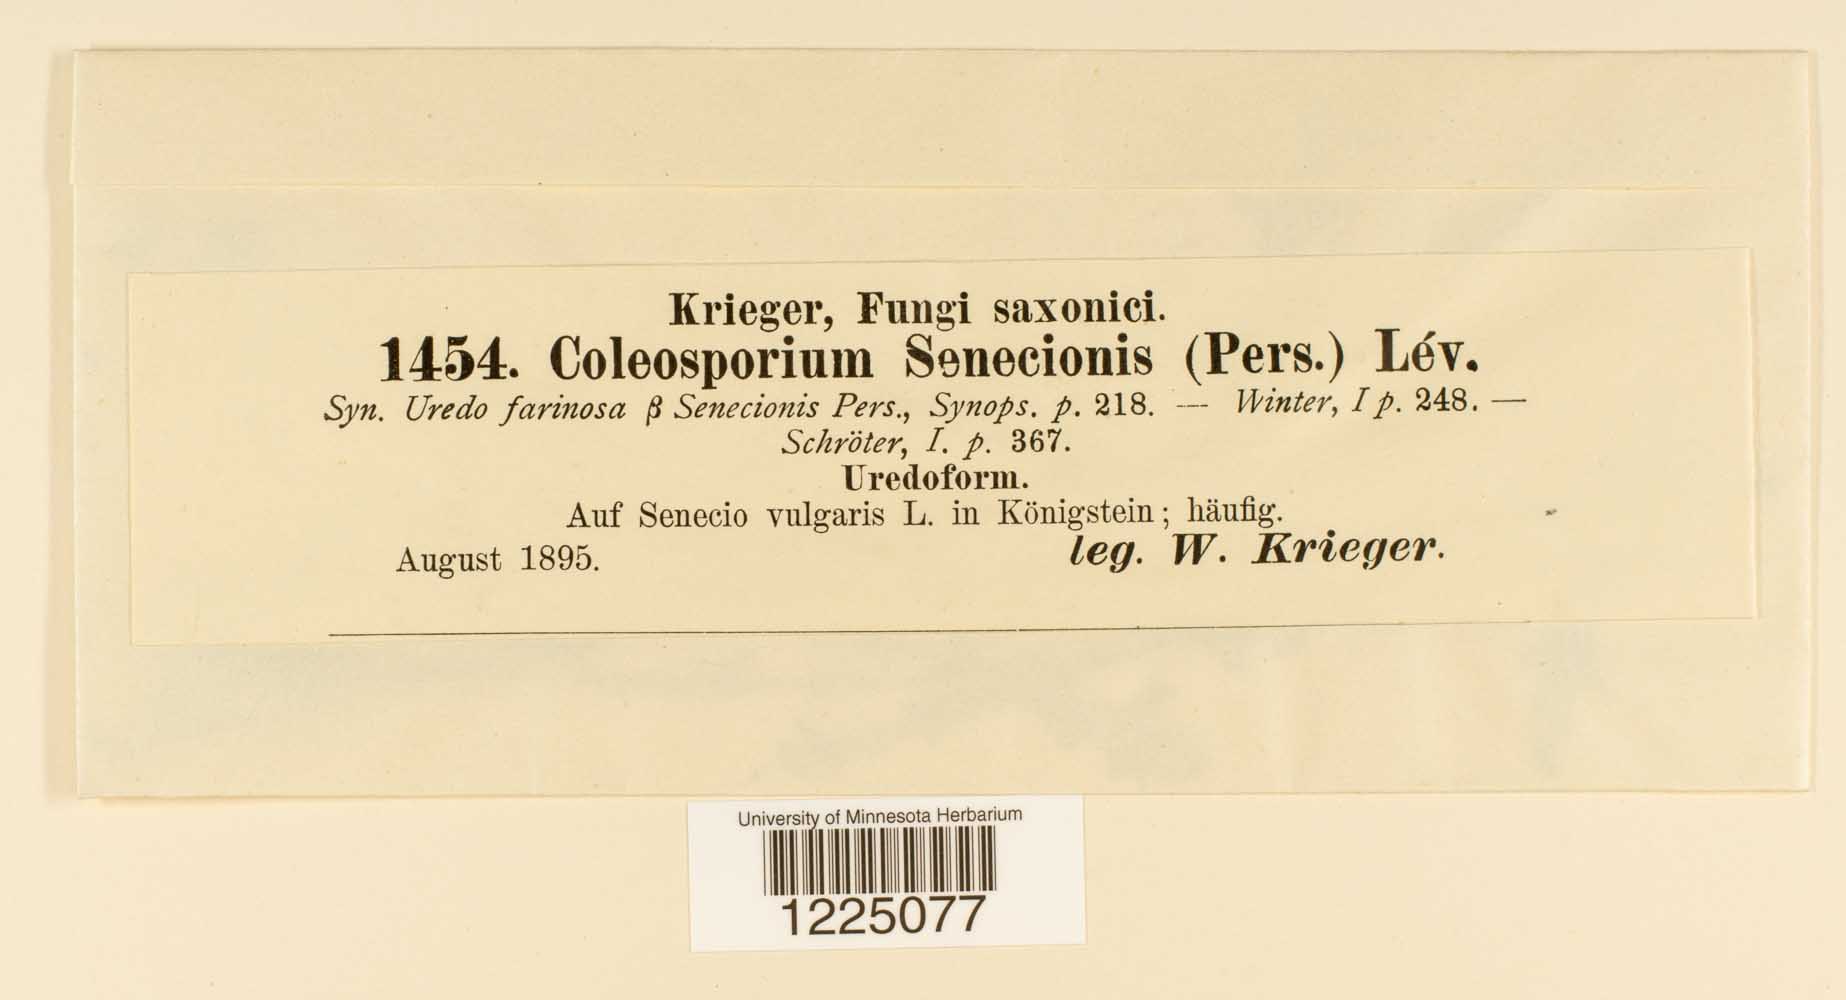 Krieger, Fungi saxonici.
1454. Coleosporium Senecionis (Pers.) Lév.
Syn. Uredo farinosa β Senecionis Pers., Synops. p. 218. — Winter, I p. 248. —
Schröter, I. p. 367.
Uredoform.
Auf Senecio vulgaris L. in Königstein; häufig.
August 1895. leg. W. Krieger.
University of Minnesota Herbarium
1225077